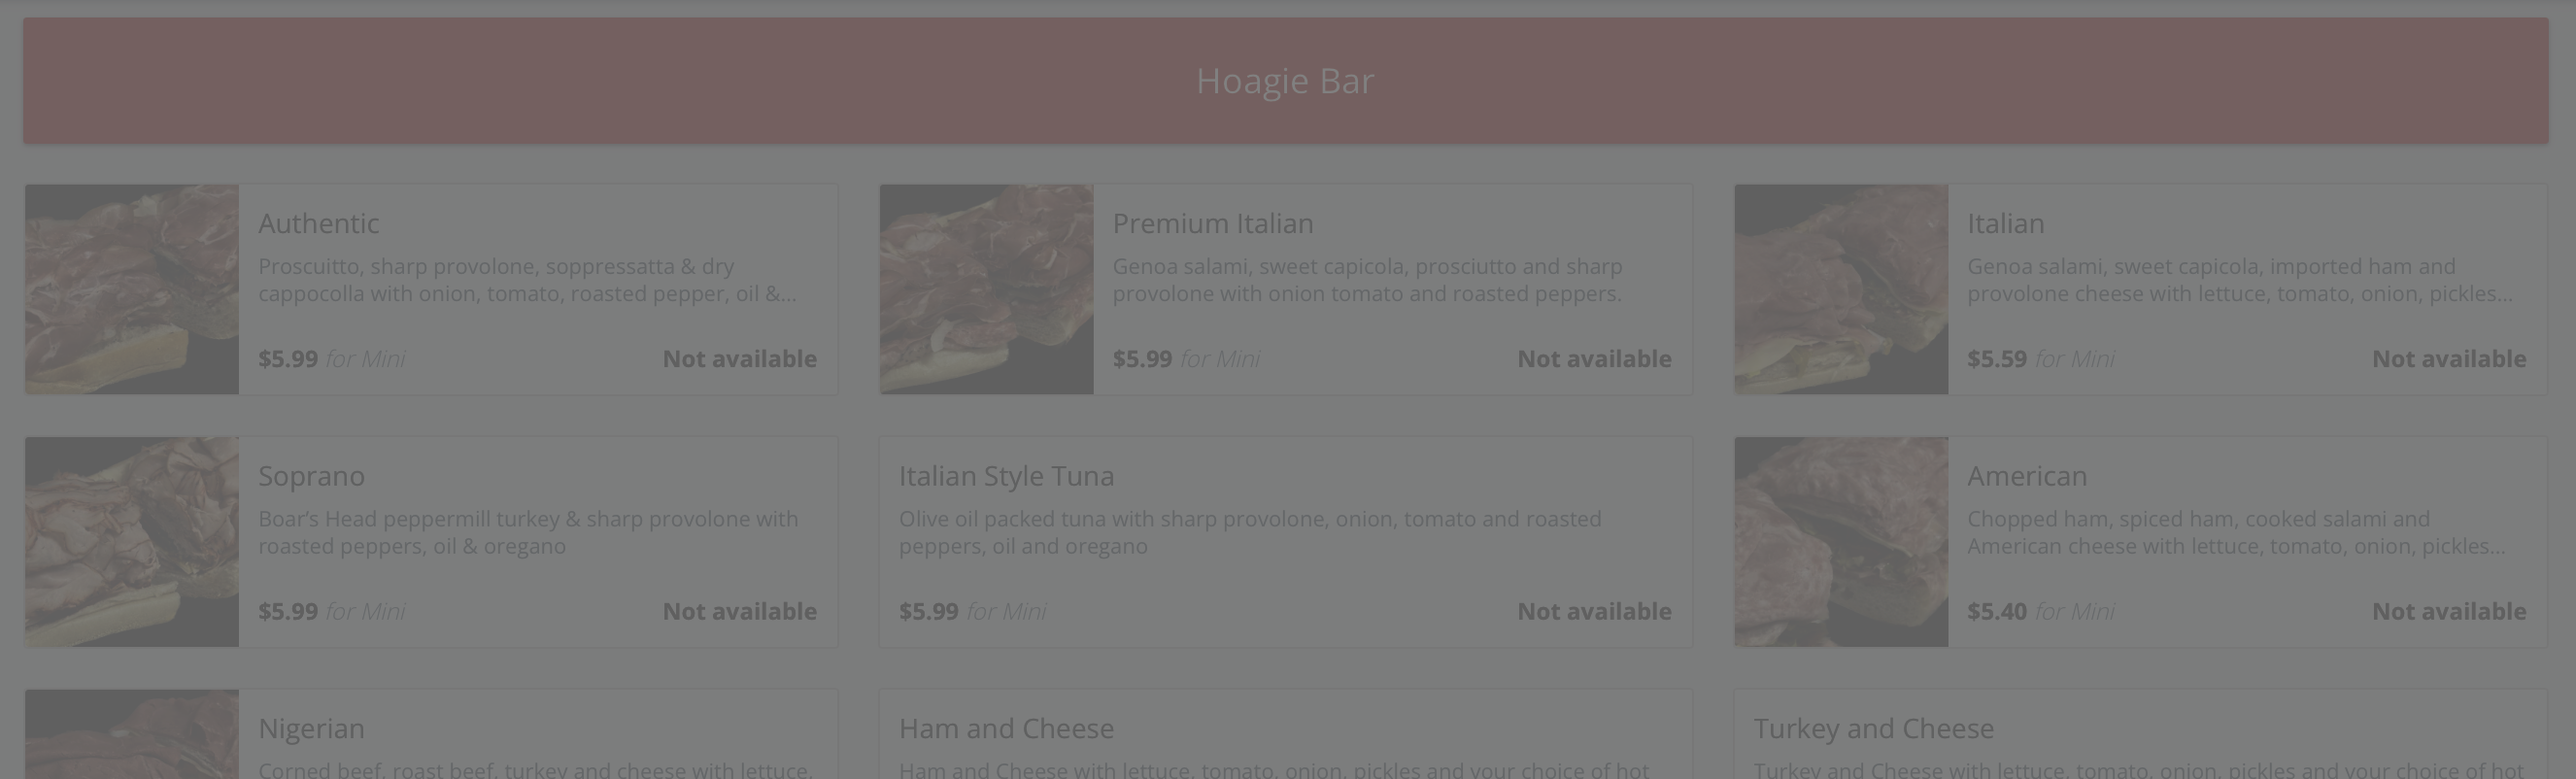 Hoagie Bar
Authentic
Proscuitto, sharp provolone, soppressatta & dry
cappocolla with onion, tomato, roasted pepper, oil &...
$5.99 for Mini
Not available
Premium Italian
Genoa salami, sweet capicola, prosciutto and sharp
provolone with onion tomato and roasted peppers.
$5.99 for Mini
Not available
Italian
Genoa salami, sweet capicola, imported ham and
provolone cheese with lettuce, tomato, onion, pickles...
$5.59 for Mini
Not available
Soprano
Boar's Head peppermill turkey & sharp provolone with
roasted peppers, oil & oregano
$5.99 for Mini
Not available
Italian Style Tuna
Olive oil packed tuna with sharp provolone, onion, tomato and roasted
peppers, oil and oregano
$5.99 for Mini
Not available
American
Chopped ham, spiced ham, cooked salami and
American cheese with lettuce, tomato, onion, pickles...
$5.40 for Mini
Not available
Nigerian
Corned beef, roast beef, turkey and cheese with lettuce,
Ham and Cheese
Ham and Cheese with lettuce, tomato, onion, pickles and your choice of hot
Turkey and Cheese
Turkey and Cheese with lettuce, tomato, onion, pickles and your choice of hot